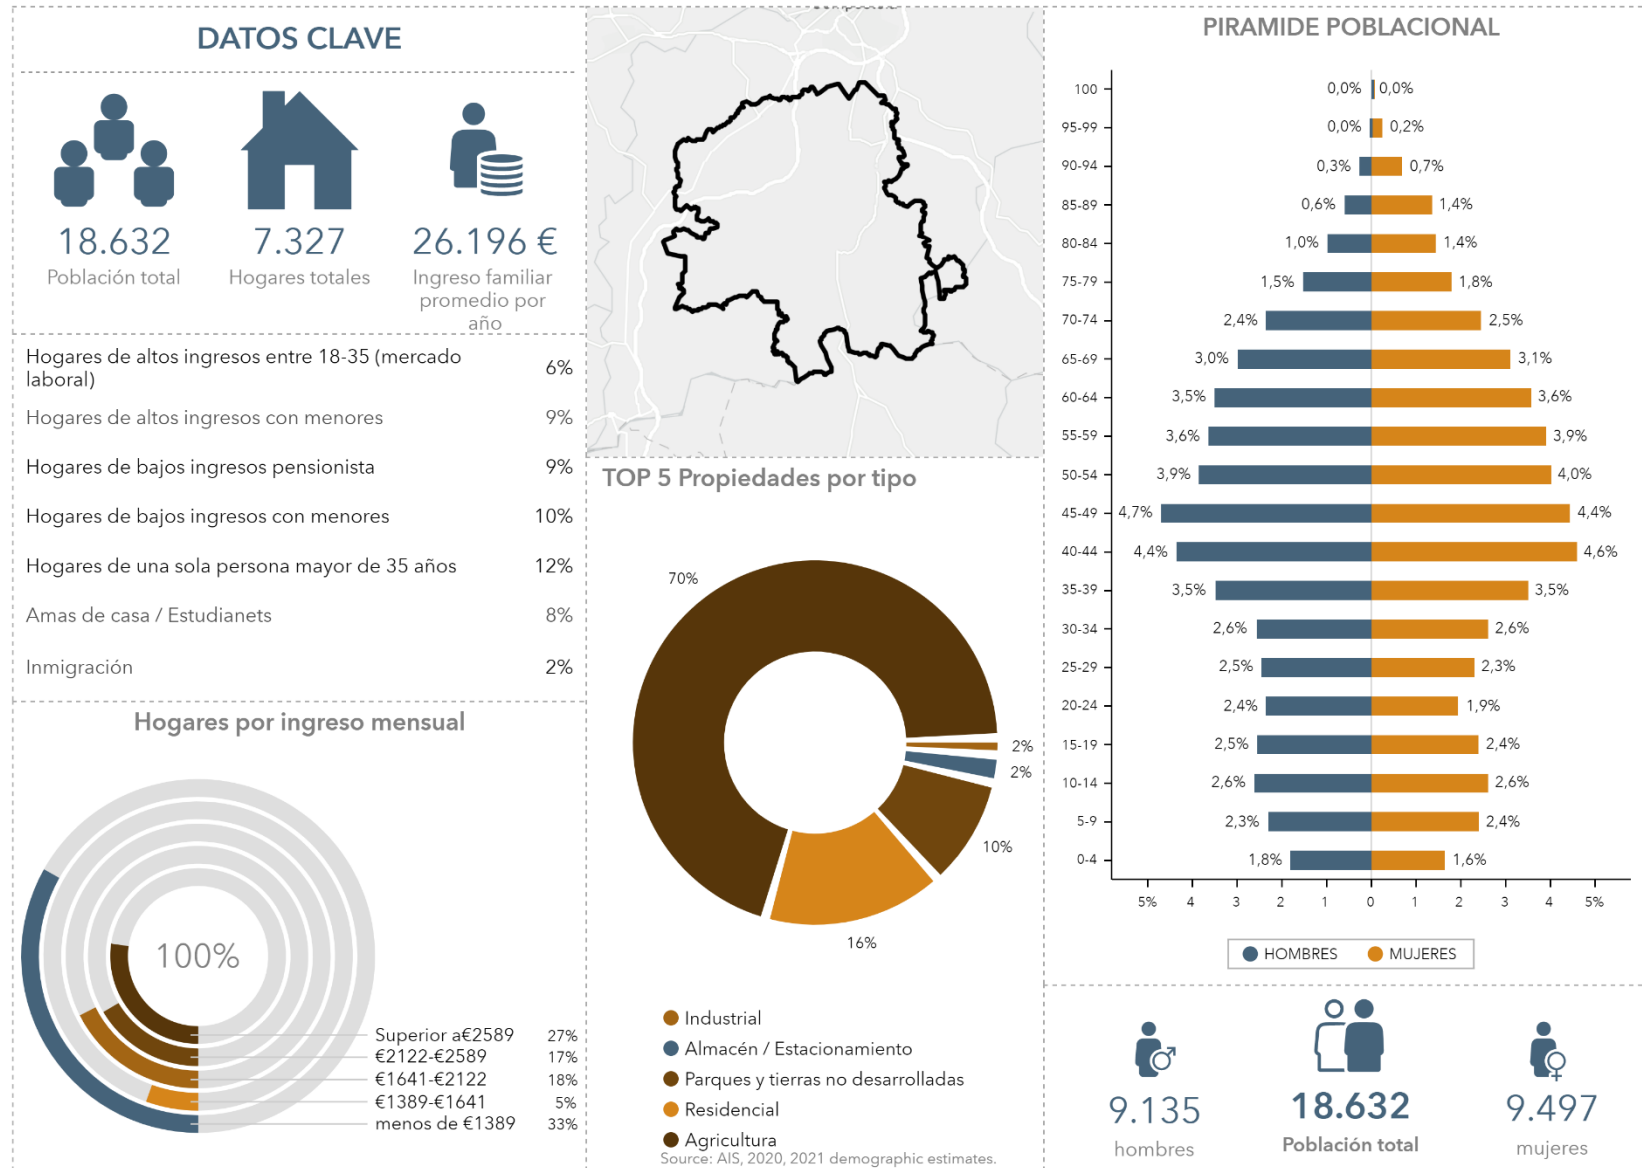 DATOS CLAVE
18.632
Población total
7.327
Hogares totales
26.196 €
Ingreso familiar
promedio por
año
Hogares de altos ingresos entre 18-35 (mercado
laboral)
6%
Hogares de altos ingresos con menores
9%
Hogares de bajos ingresos pensionista
9%
Hogares de bajos ingresos con menores
10%
Hogares de una sola persona mayor de 35 años
12%
Amas de casa / Estudianets
8%
Inmigración
2%
Hogares por ingreso mensual
100%
Superior a€2589 27%
€2122-€2589 17%
€1641-€2122 18%
€1389-€1641 5%
menos de €1389 33%
TOP 5 Propiedades por tipo
70%
2%
2%
10%
16%
Industrial
Almacén / Estacionamiento
Parques y tierras no desarrolladas
Residencial
Agricultura
Source: AIS, 2020, 2021 demographic estimates.
PIRAMIDE POBLACIONAL
100 0,0% 0,0%
95-99 0,0% 0,2%
90-94 0,3% 0,7%
85-89 0,6% 1,4%
80-84 1,0% 1,4%
75-79 1,5% 1,8%
70-74 2,4% 2,5%
65-69 3,0% 3,1%
60-64 3,5% 3,6%
55-59 3,6% 3,9%
50-54 3,9% 4,0%
45-49 4,7% 4,4%
40-44 4,4% 4,6%
35-39 3,5% 3,5%
30-34 2,6% 2,6%
25-29 2,5% 2,3%
20-24 2,4% 1,9%
15-19 2,5% 2,4%
10-14 2,6% 2,6%
5-9 2,3% 2,4%
0-4 1,8% 1,6%
5% 4 3 2 1 0 1 2 3 4 5%
HOMBRES MUJERES
9.135
hombres
18.632
Población total
9.497
mujeres